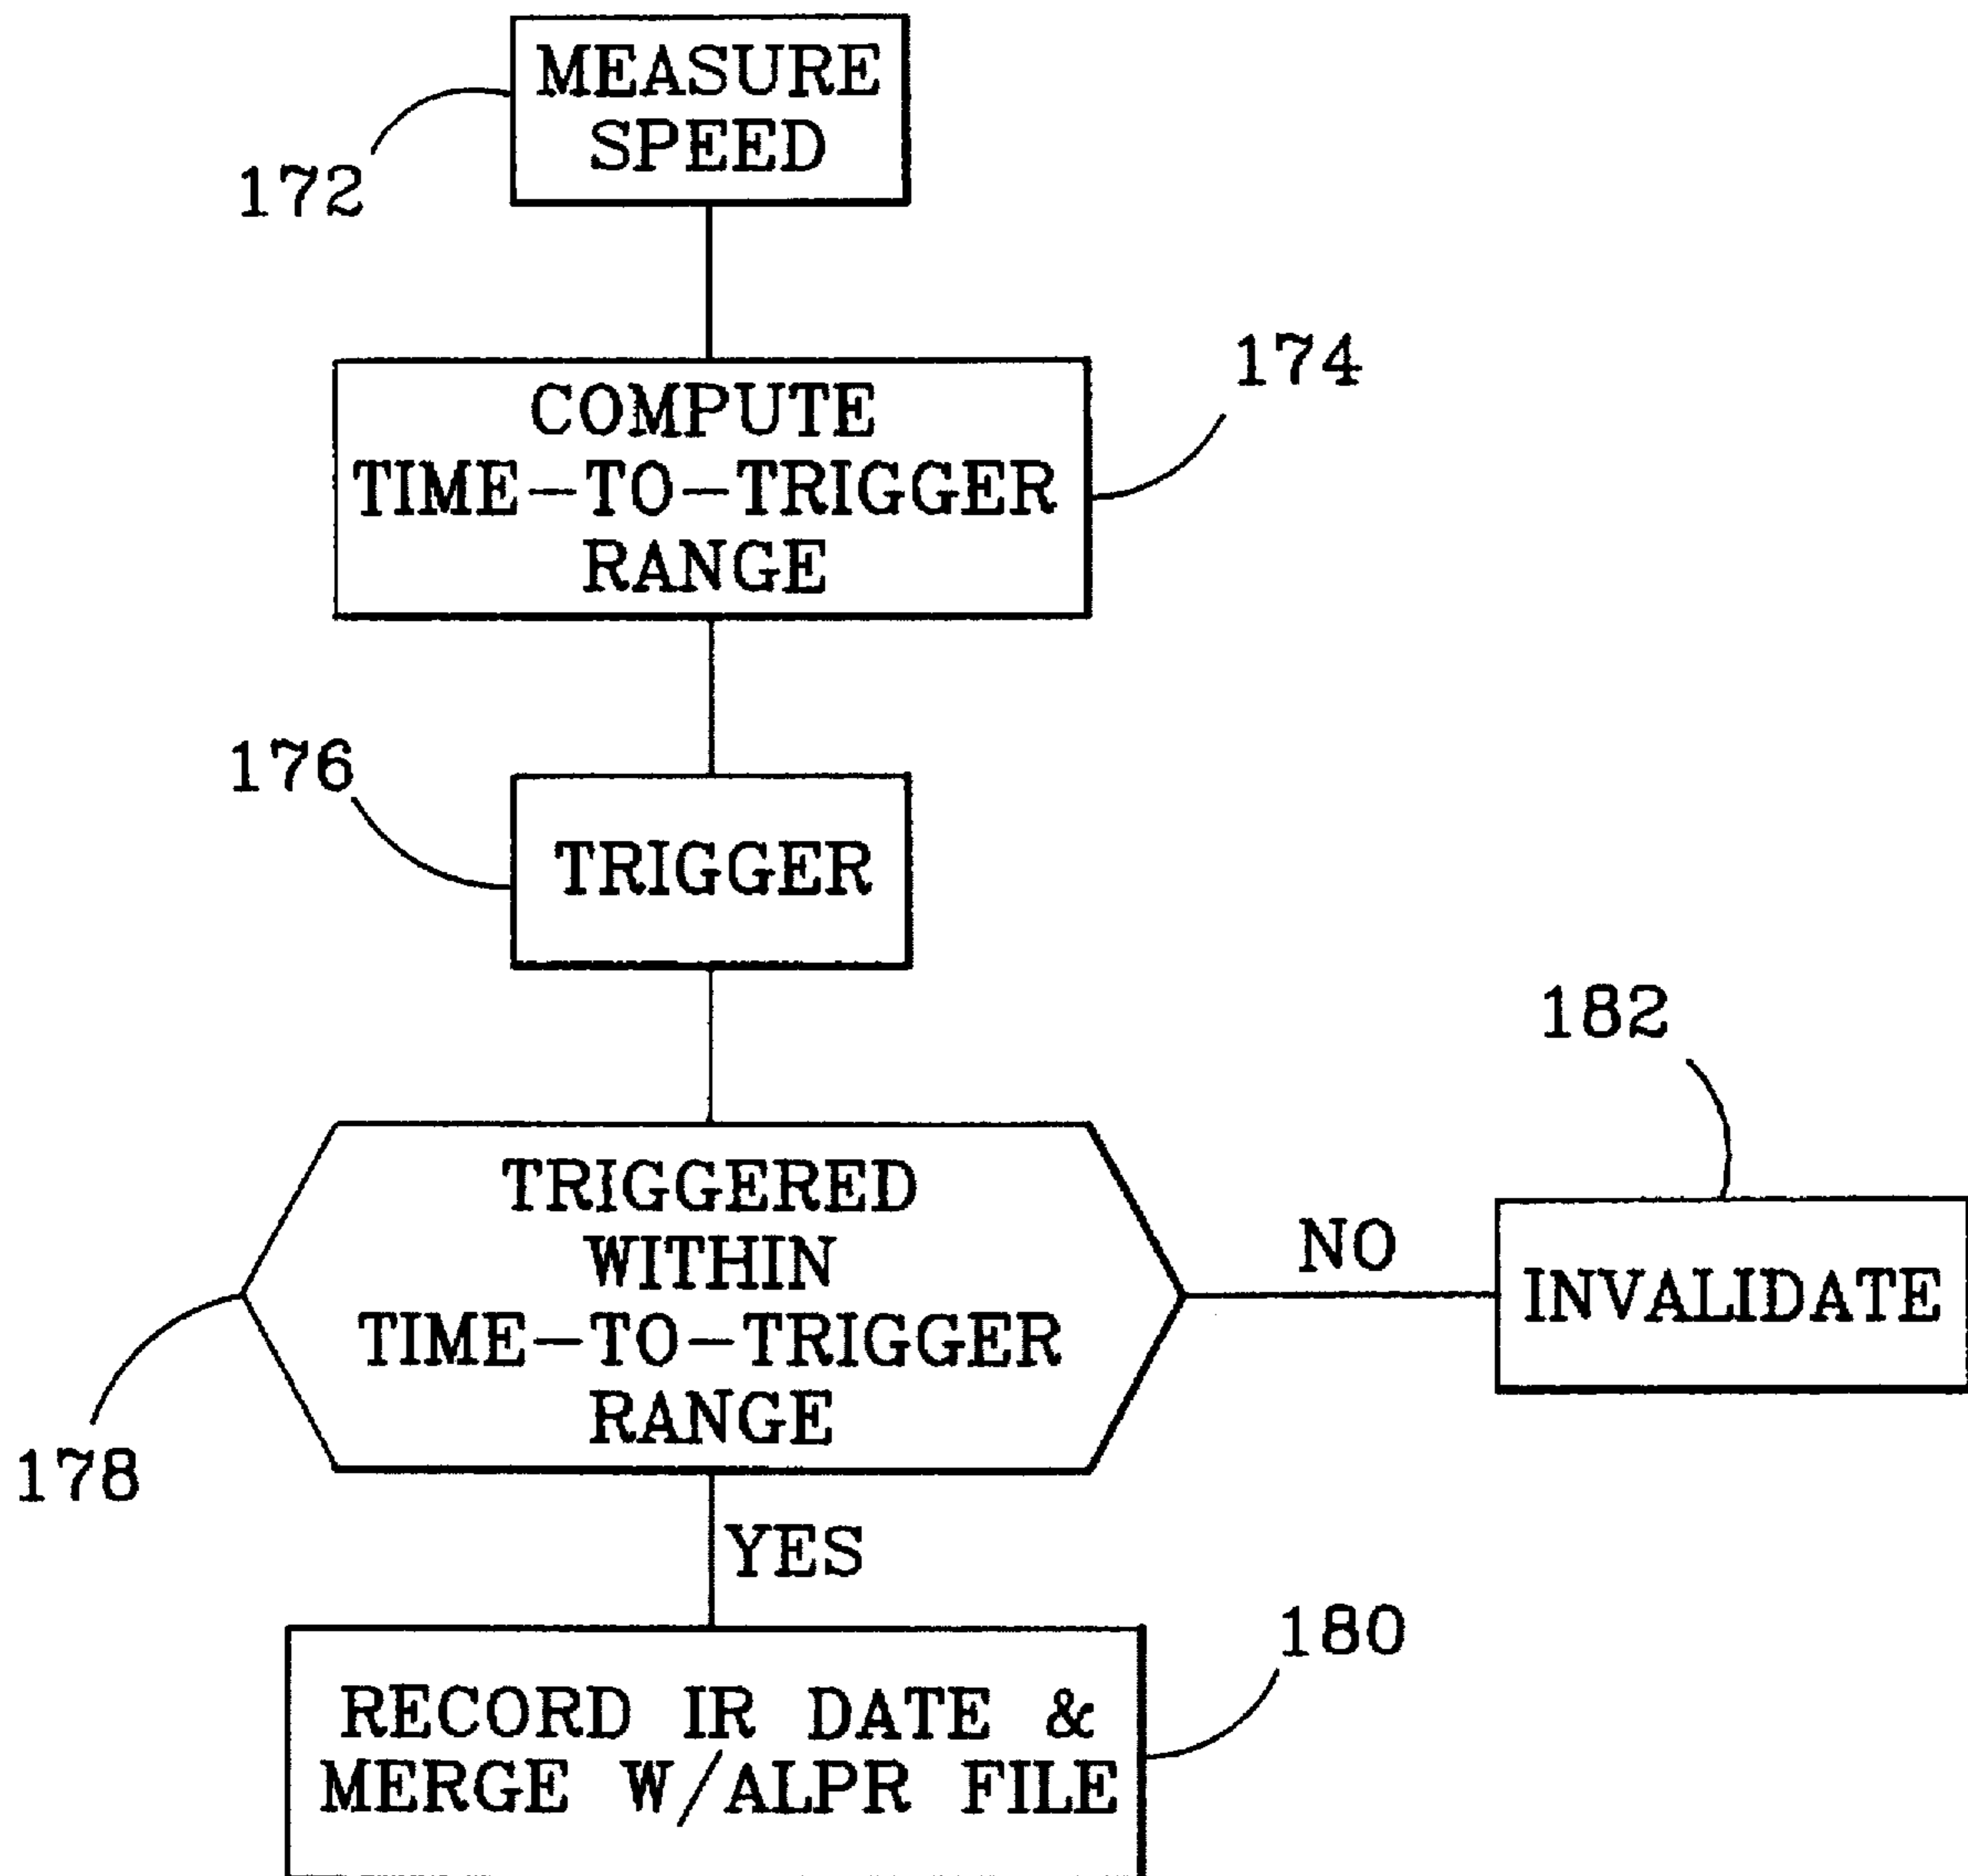 MEASURE
SPEED
172
COMPUTE
TIME-TO-TRIGGER
RANGE
174
176
TRIGGER
182
TRIGGERED
WITHIN
TIME-TO-TRIGGER
RANGE
NO
INVALIDATE
178
YES
180
RECORD IR DATE &
MERGE W/ALPR FILE